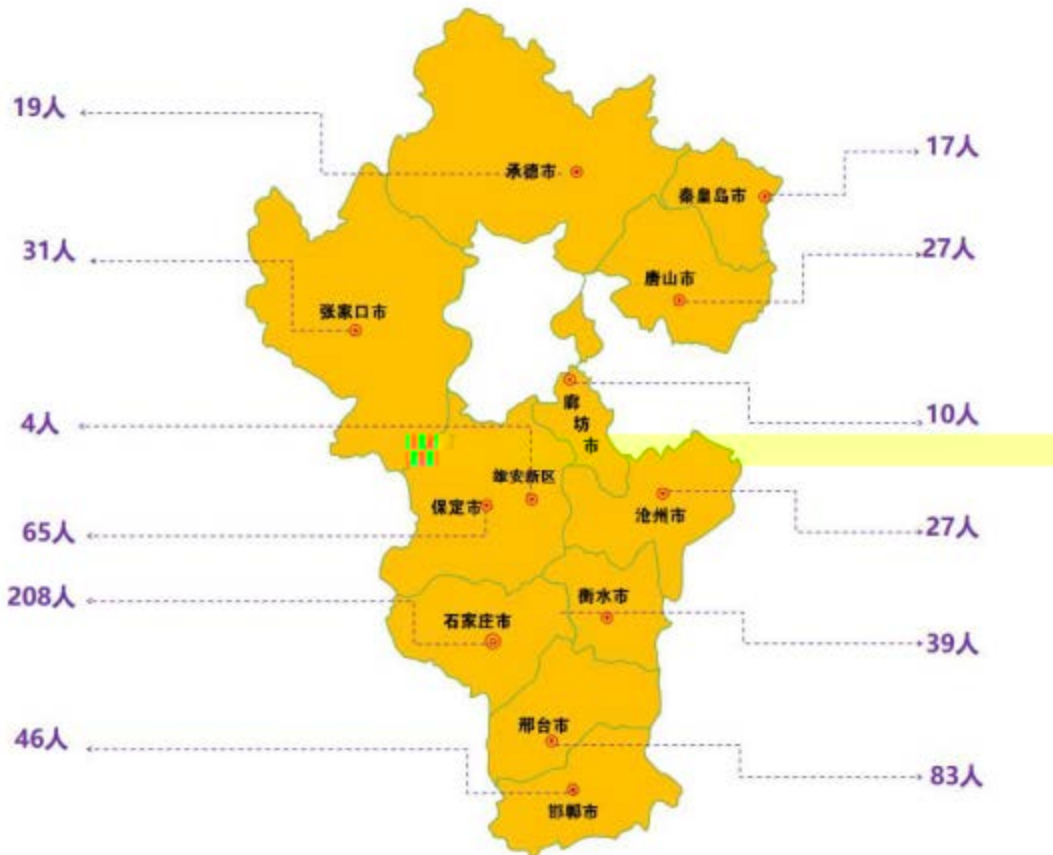 19人
承德市
17人
秦皇岛市
31人
27人
唐山市
张家口市
4人
10人
廊
坊
市
雄安新区
保定市
沧州市
65人
27人
208人
衡水市
石家庄市
39人
邢台市
46人
83人
邯郸市